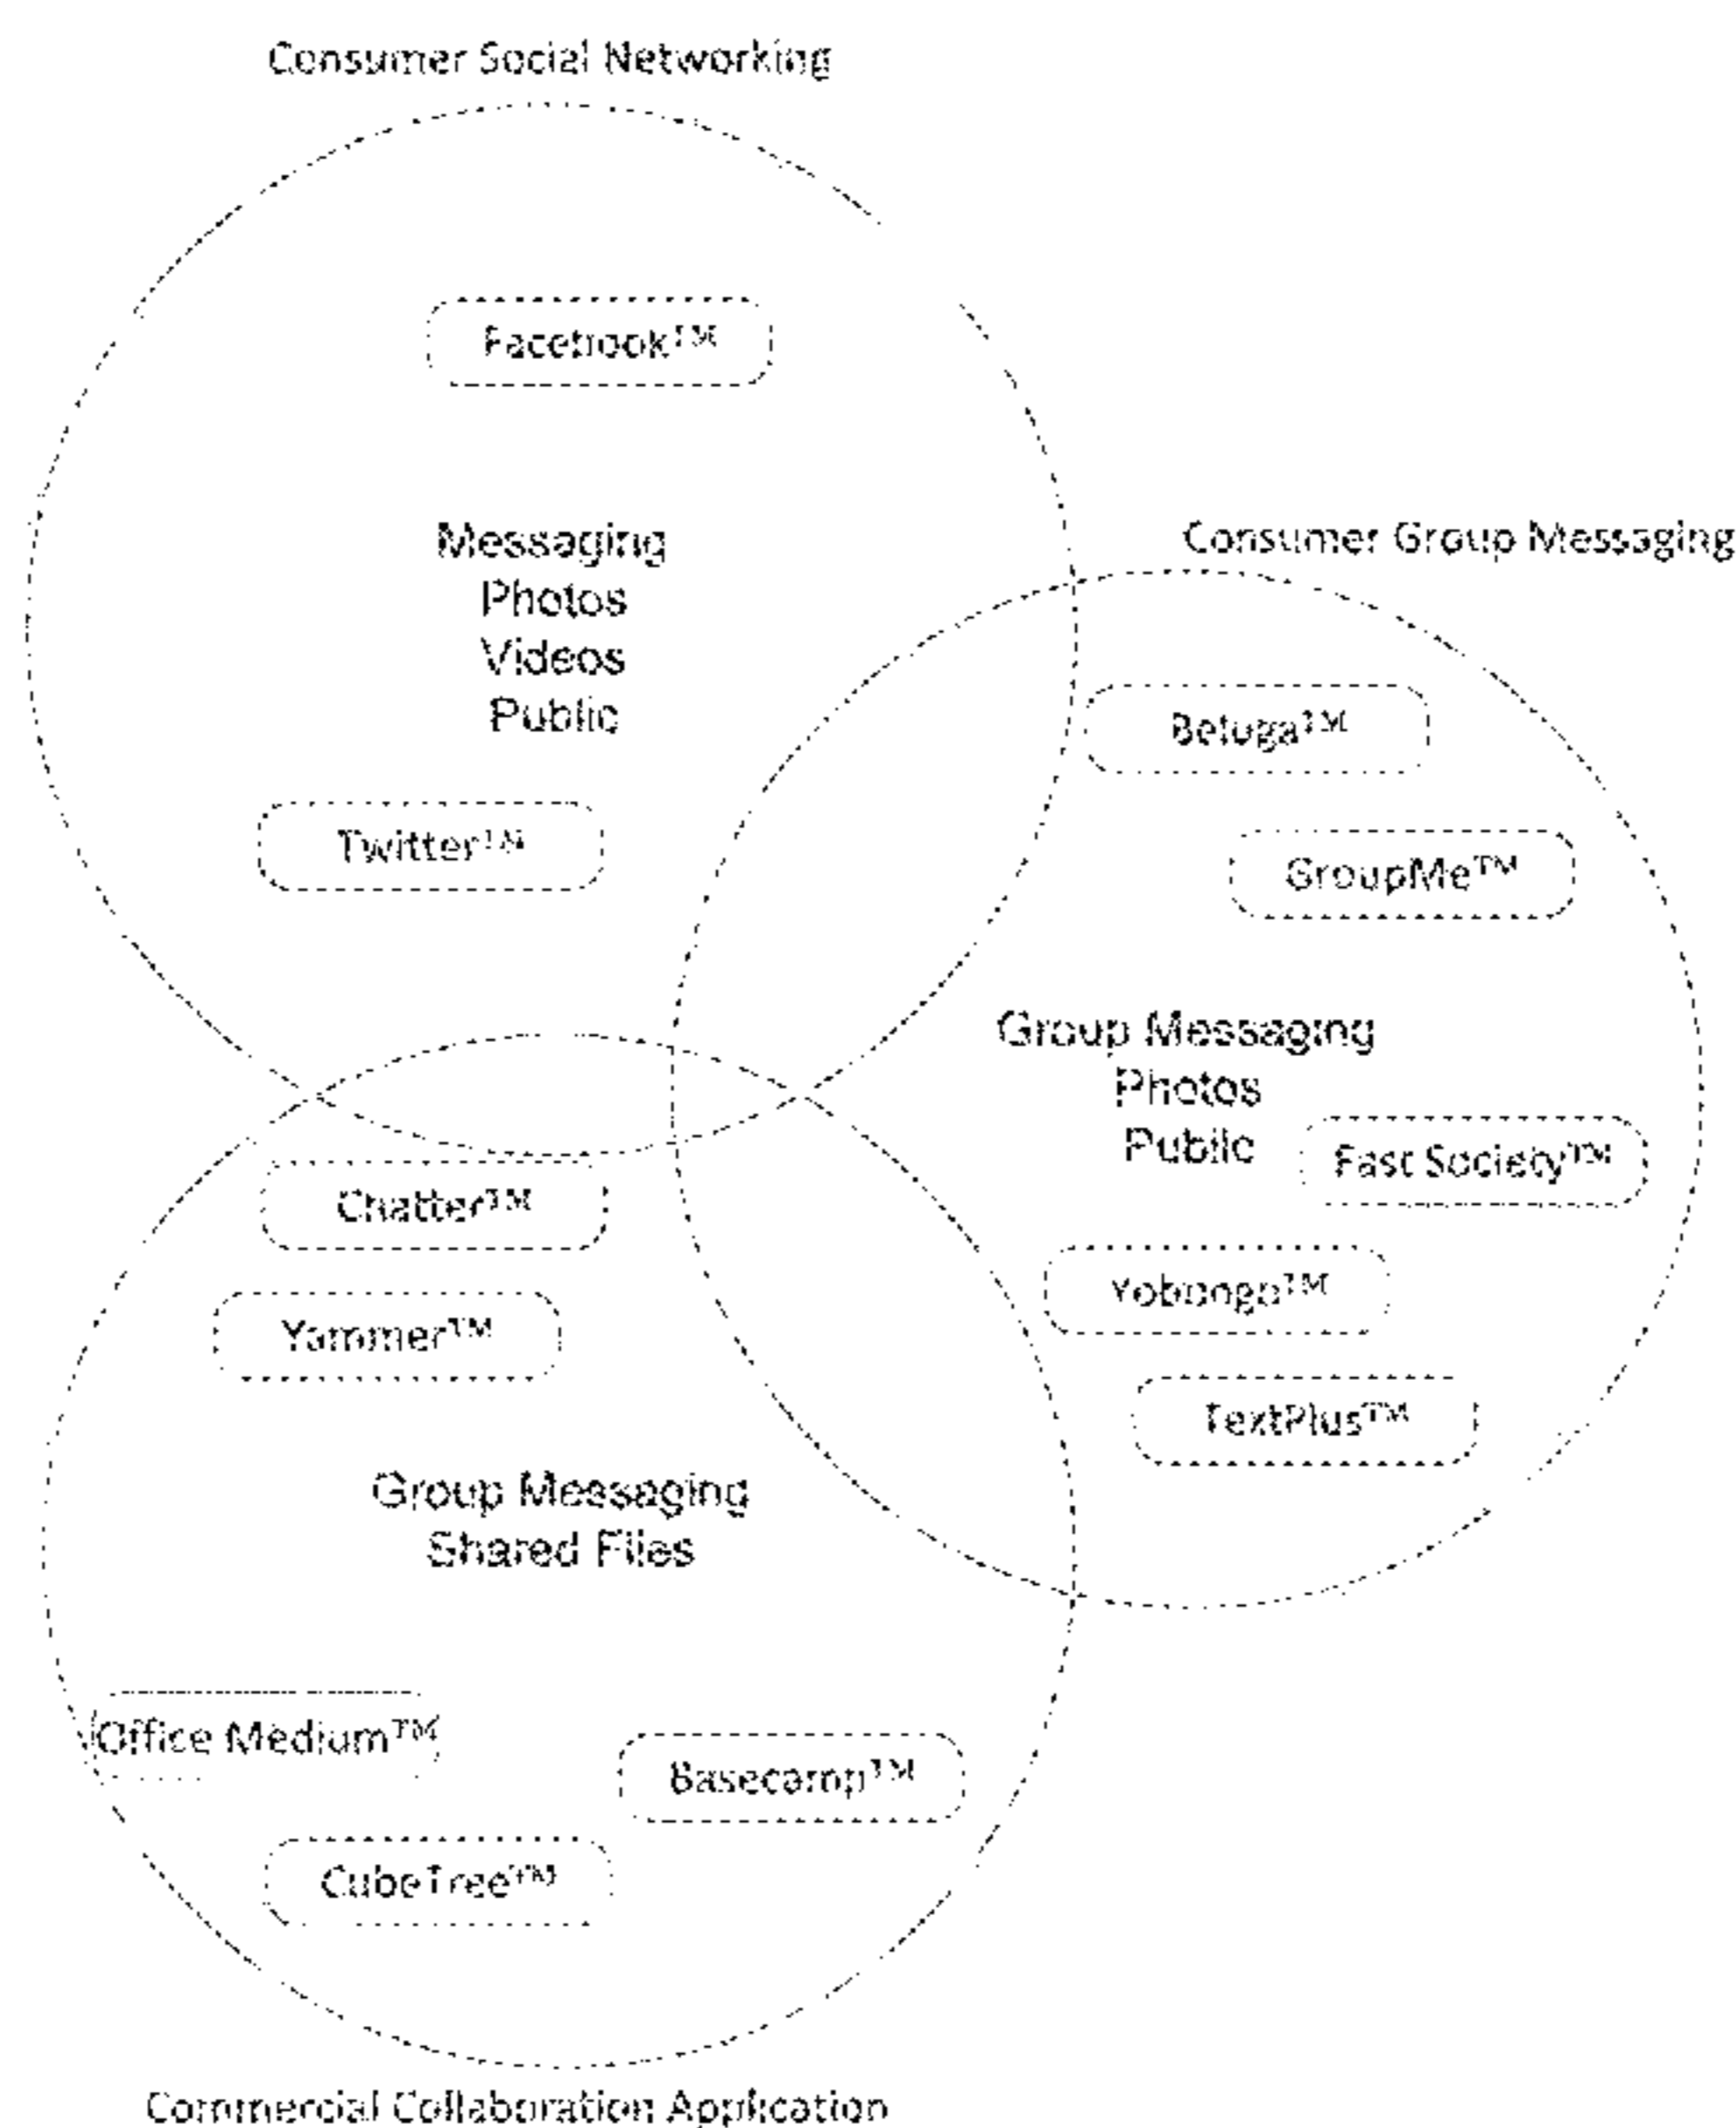 Consumer Social Networking
Facebook™
Messaging
Photos
Videos
Public
Twitter™
Consumer Group Messaging
Beluga™
GroupMe™
Group Messaging
Photos
Public
Fast Society™
Yobongo™
TextPlus™
Chatter™
Yammer™
Group Messaging
Shared Files
Office Medium™
Basecamp™
CubeTree™
Commercial Collaboration Application